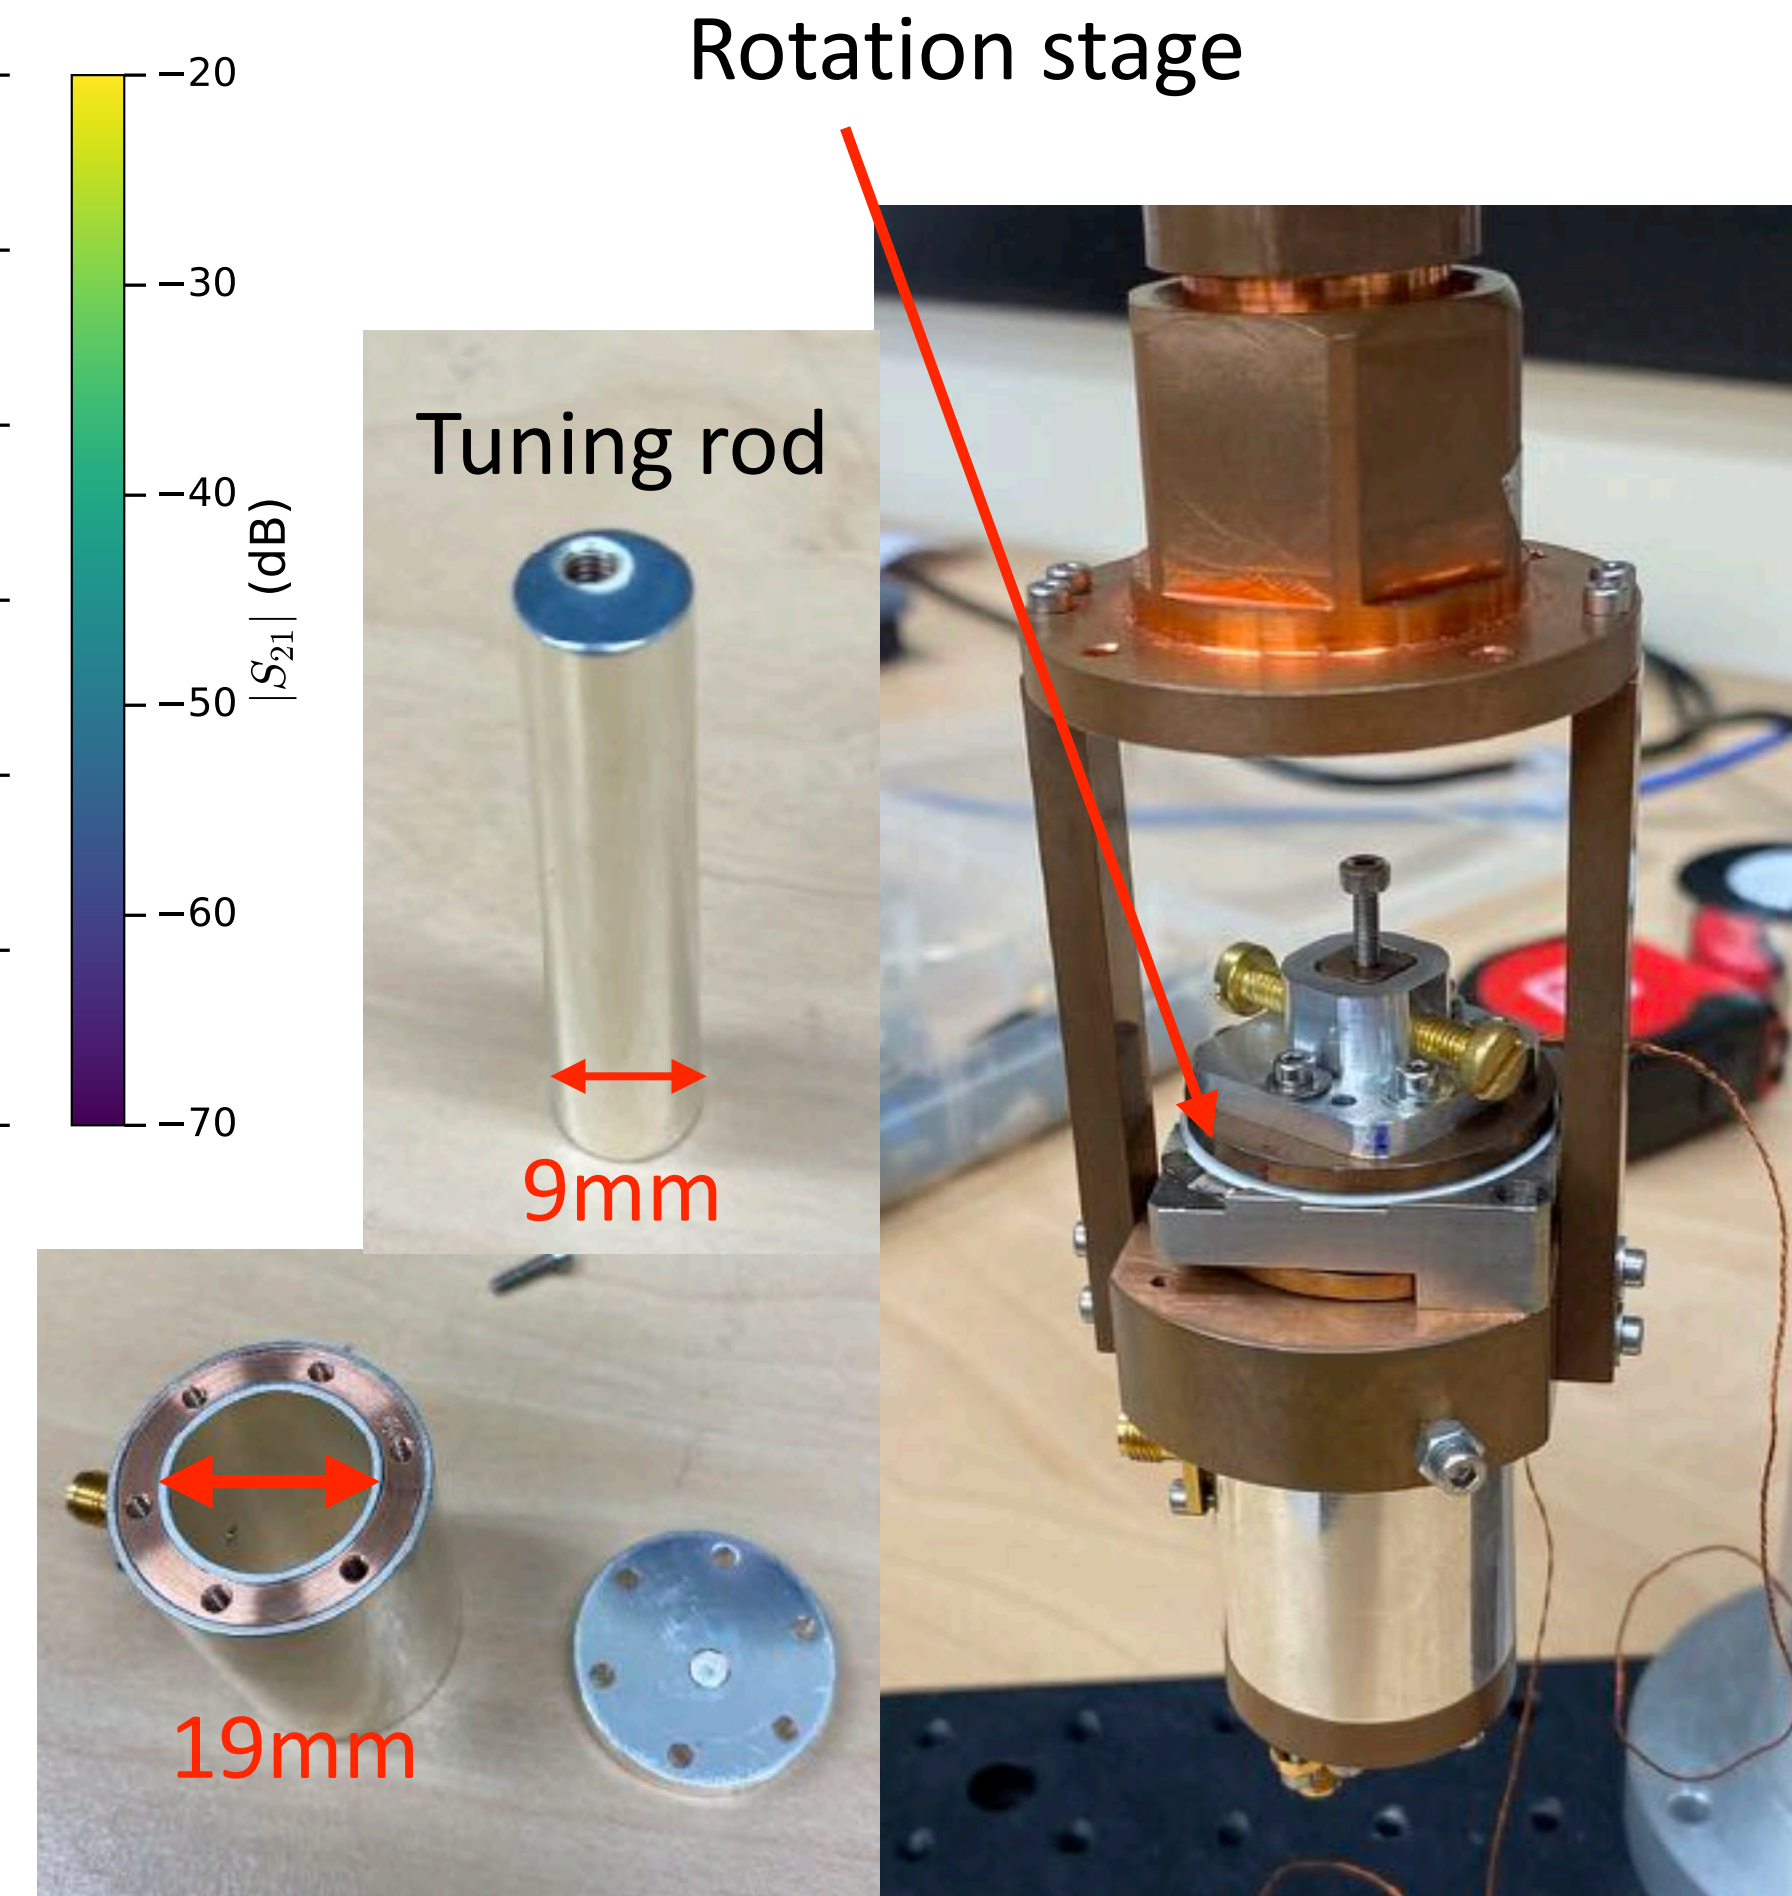 Rotation stage
−20
−30
−40
−50
−60
−70
|S₂₁| (dB)
Tuning rod
9mm
19mm